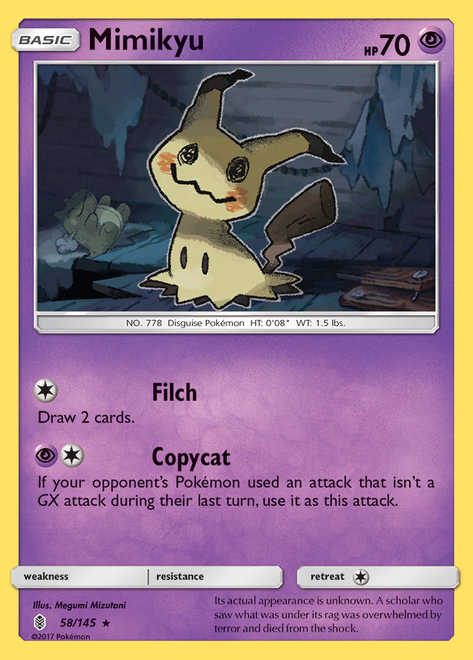 BASIC Mimikyu HP70
NO. 778 Disguise Pokémon HT: 0'08" WT: 1.5 lbs.
Filch
Draw 2 cards.
Copycat
If your opponent's Pokémon used an attack that isn't a
GX attack during their last turn, use it as this attack.
weakness resistance retreat
Illus. Megumi Mizutani
58/145 ★
©2017 Pokémon
Its actual appearance is unknown. A scholar who
saw what was under its rag was overwhelmed by
terror and died from the shock.